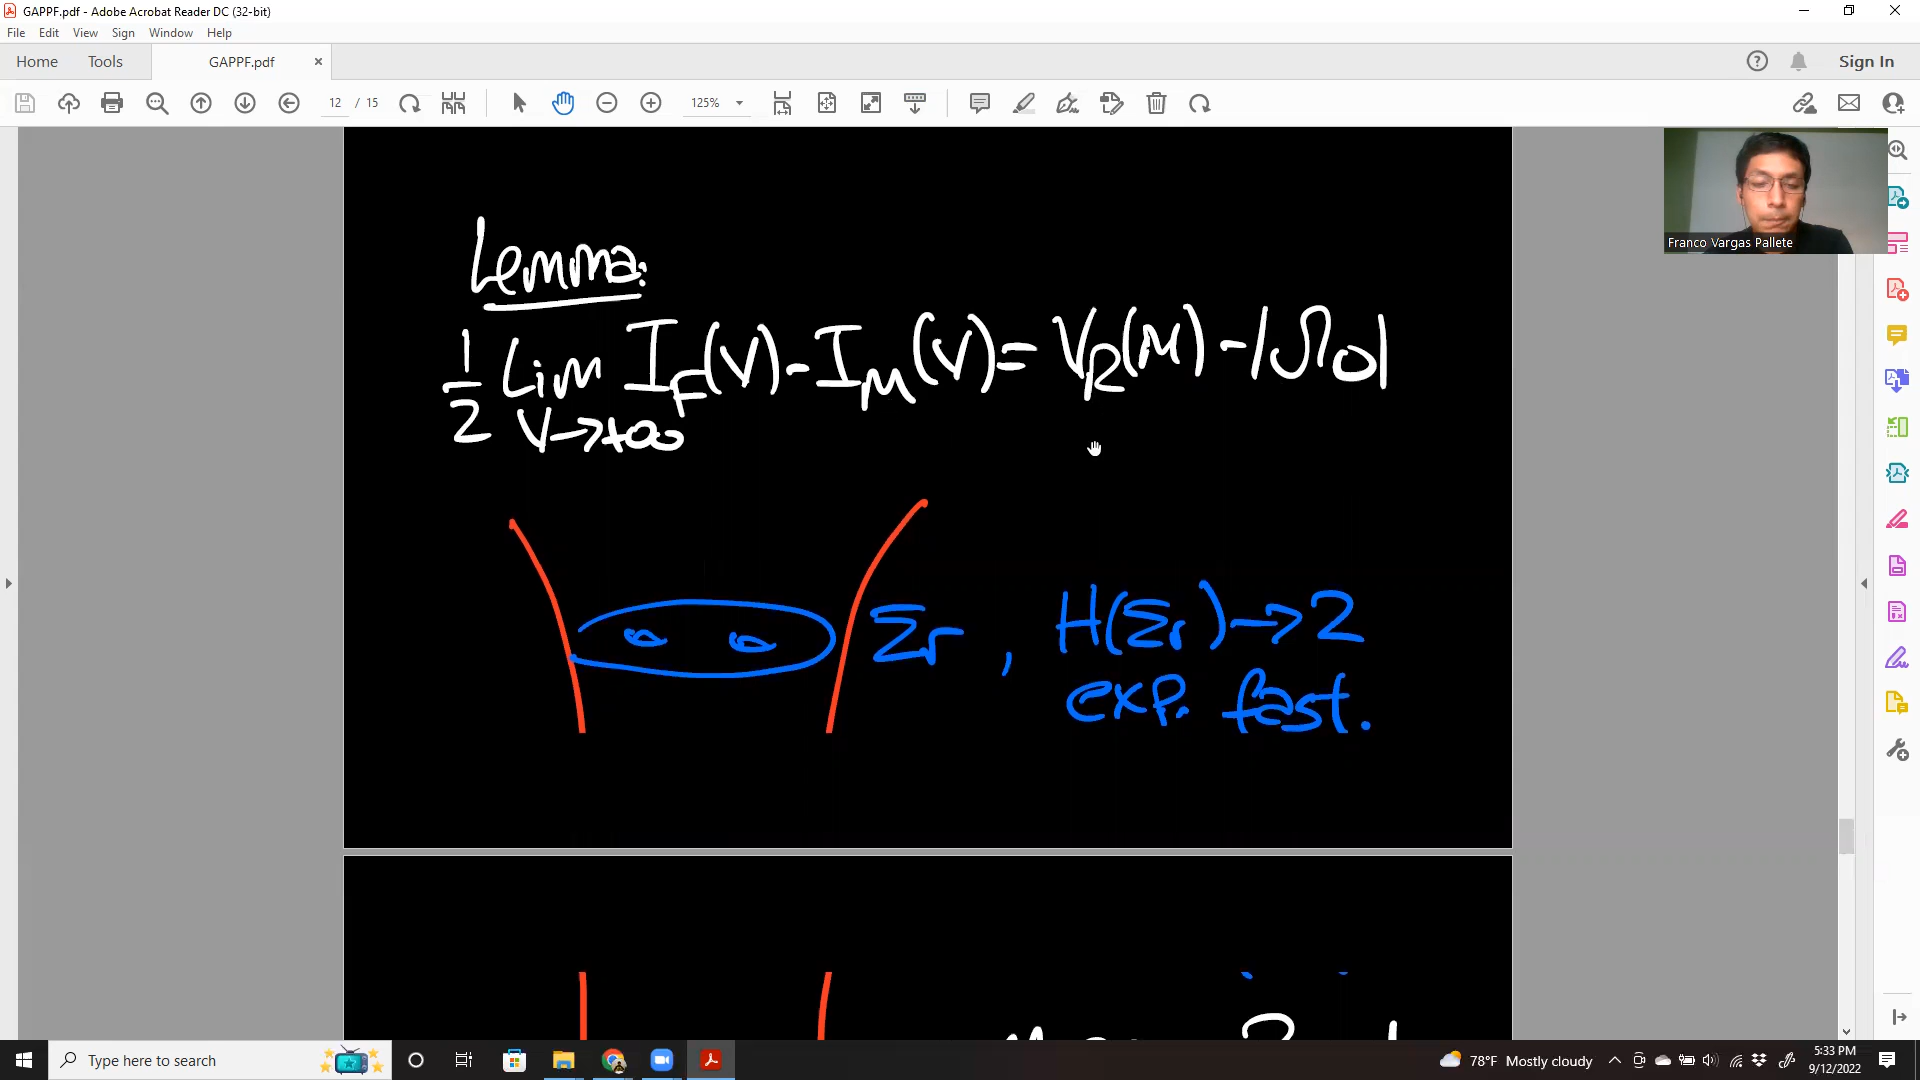 GAPPF.pdf - Adobe Acrobat Reader DC (32-bit)
File Edit View Sign Window Help
Home Tools GAPPF.pdf Sign In
12 / 15 125%
Franco Vargas Pallete
Lemma:
1/2 Lim V→+∞ I_F(V) - I_M(V) = V_R(M) - |Ω_0|
Σr , H(Σr) → 2
exp. fast.
Type here to search
78°F Mostly cloudy
5:33 PM
9/12/2022